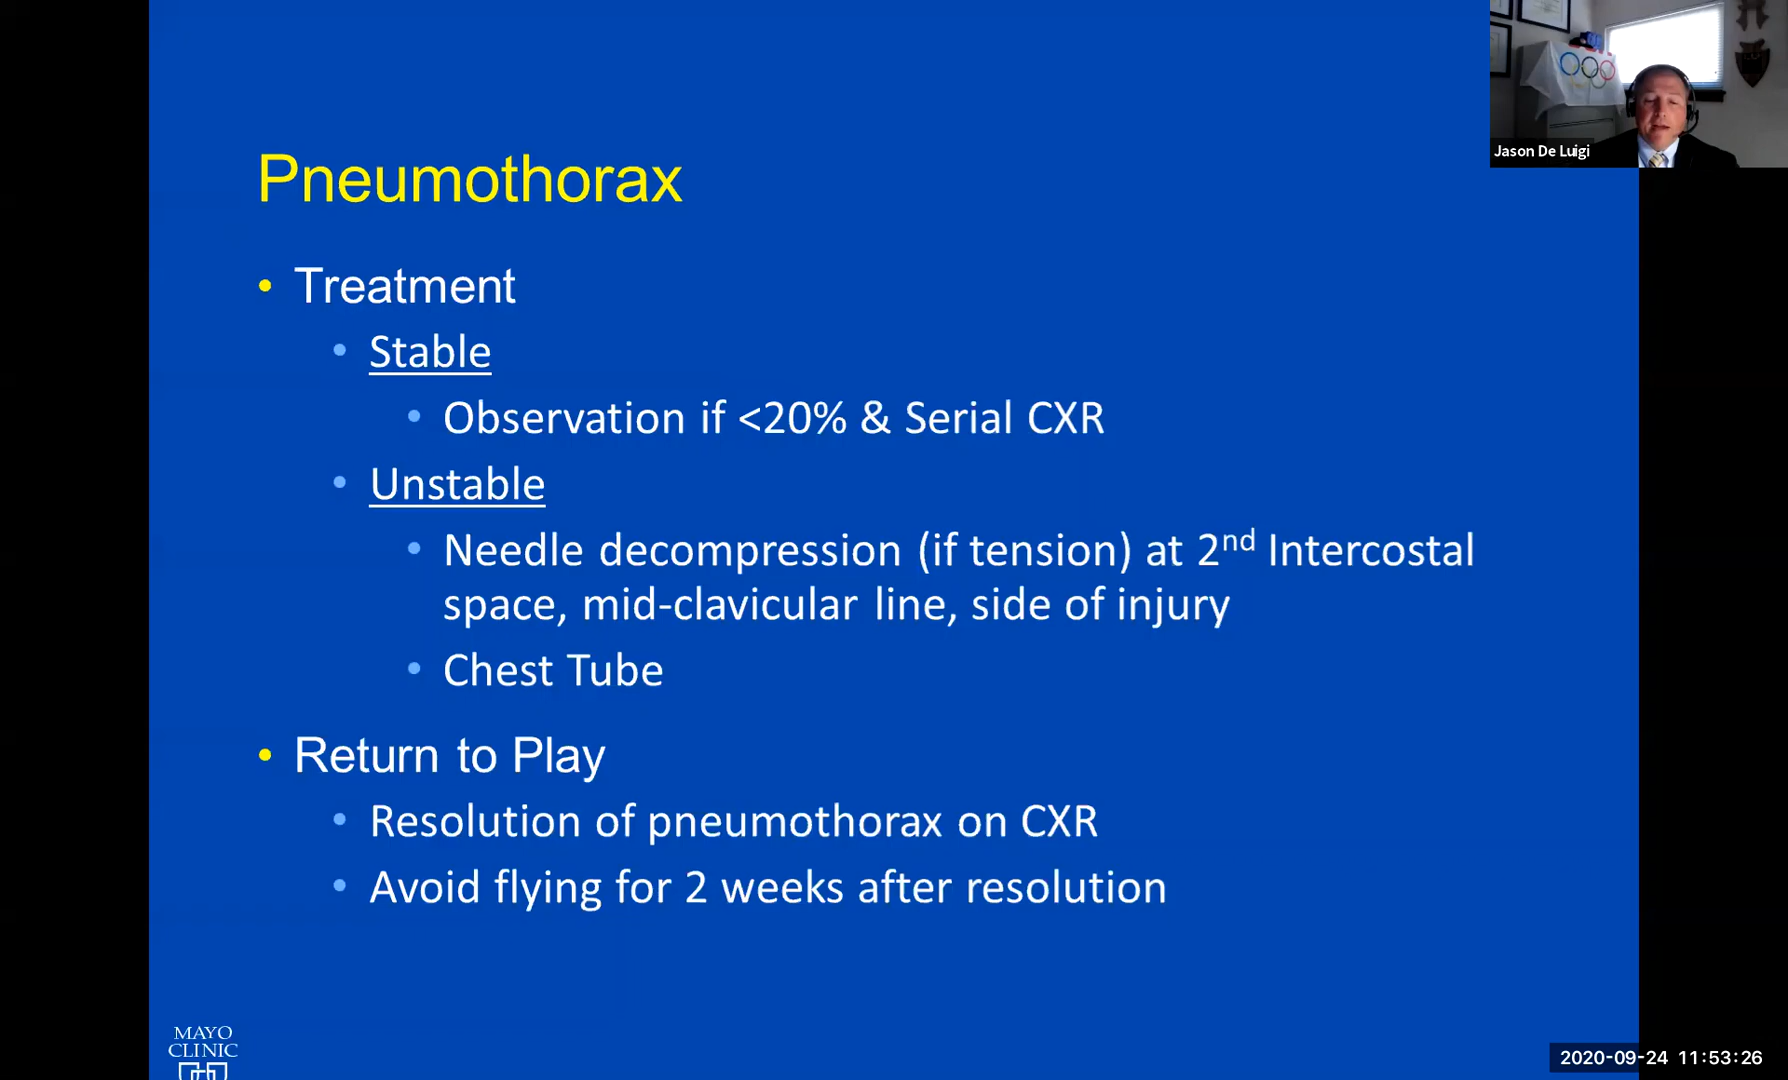 Pneumothorax
• Treatment
• Stable
• Observation if <20% & Serial CXR
• Unstable
• Needle decompression (if tension) at 2nd Intercostal
space, mid-clavicular line, side of injury
• Chest Tube
• Return to Play
• Resolution of pneumothorax on CXR
• Avoid flying for 2 weeks after resolution
Jason De Luigi
MAYO
CLINIC
2020-09-24 11:53:26